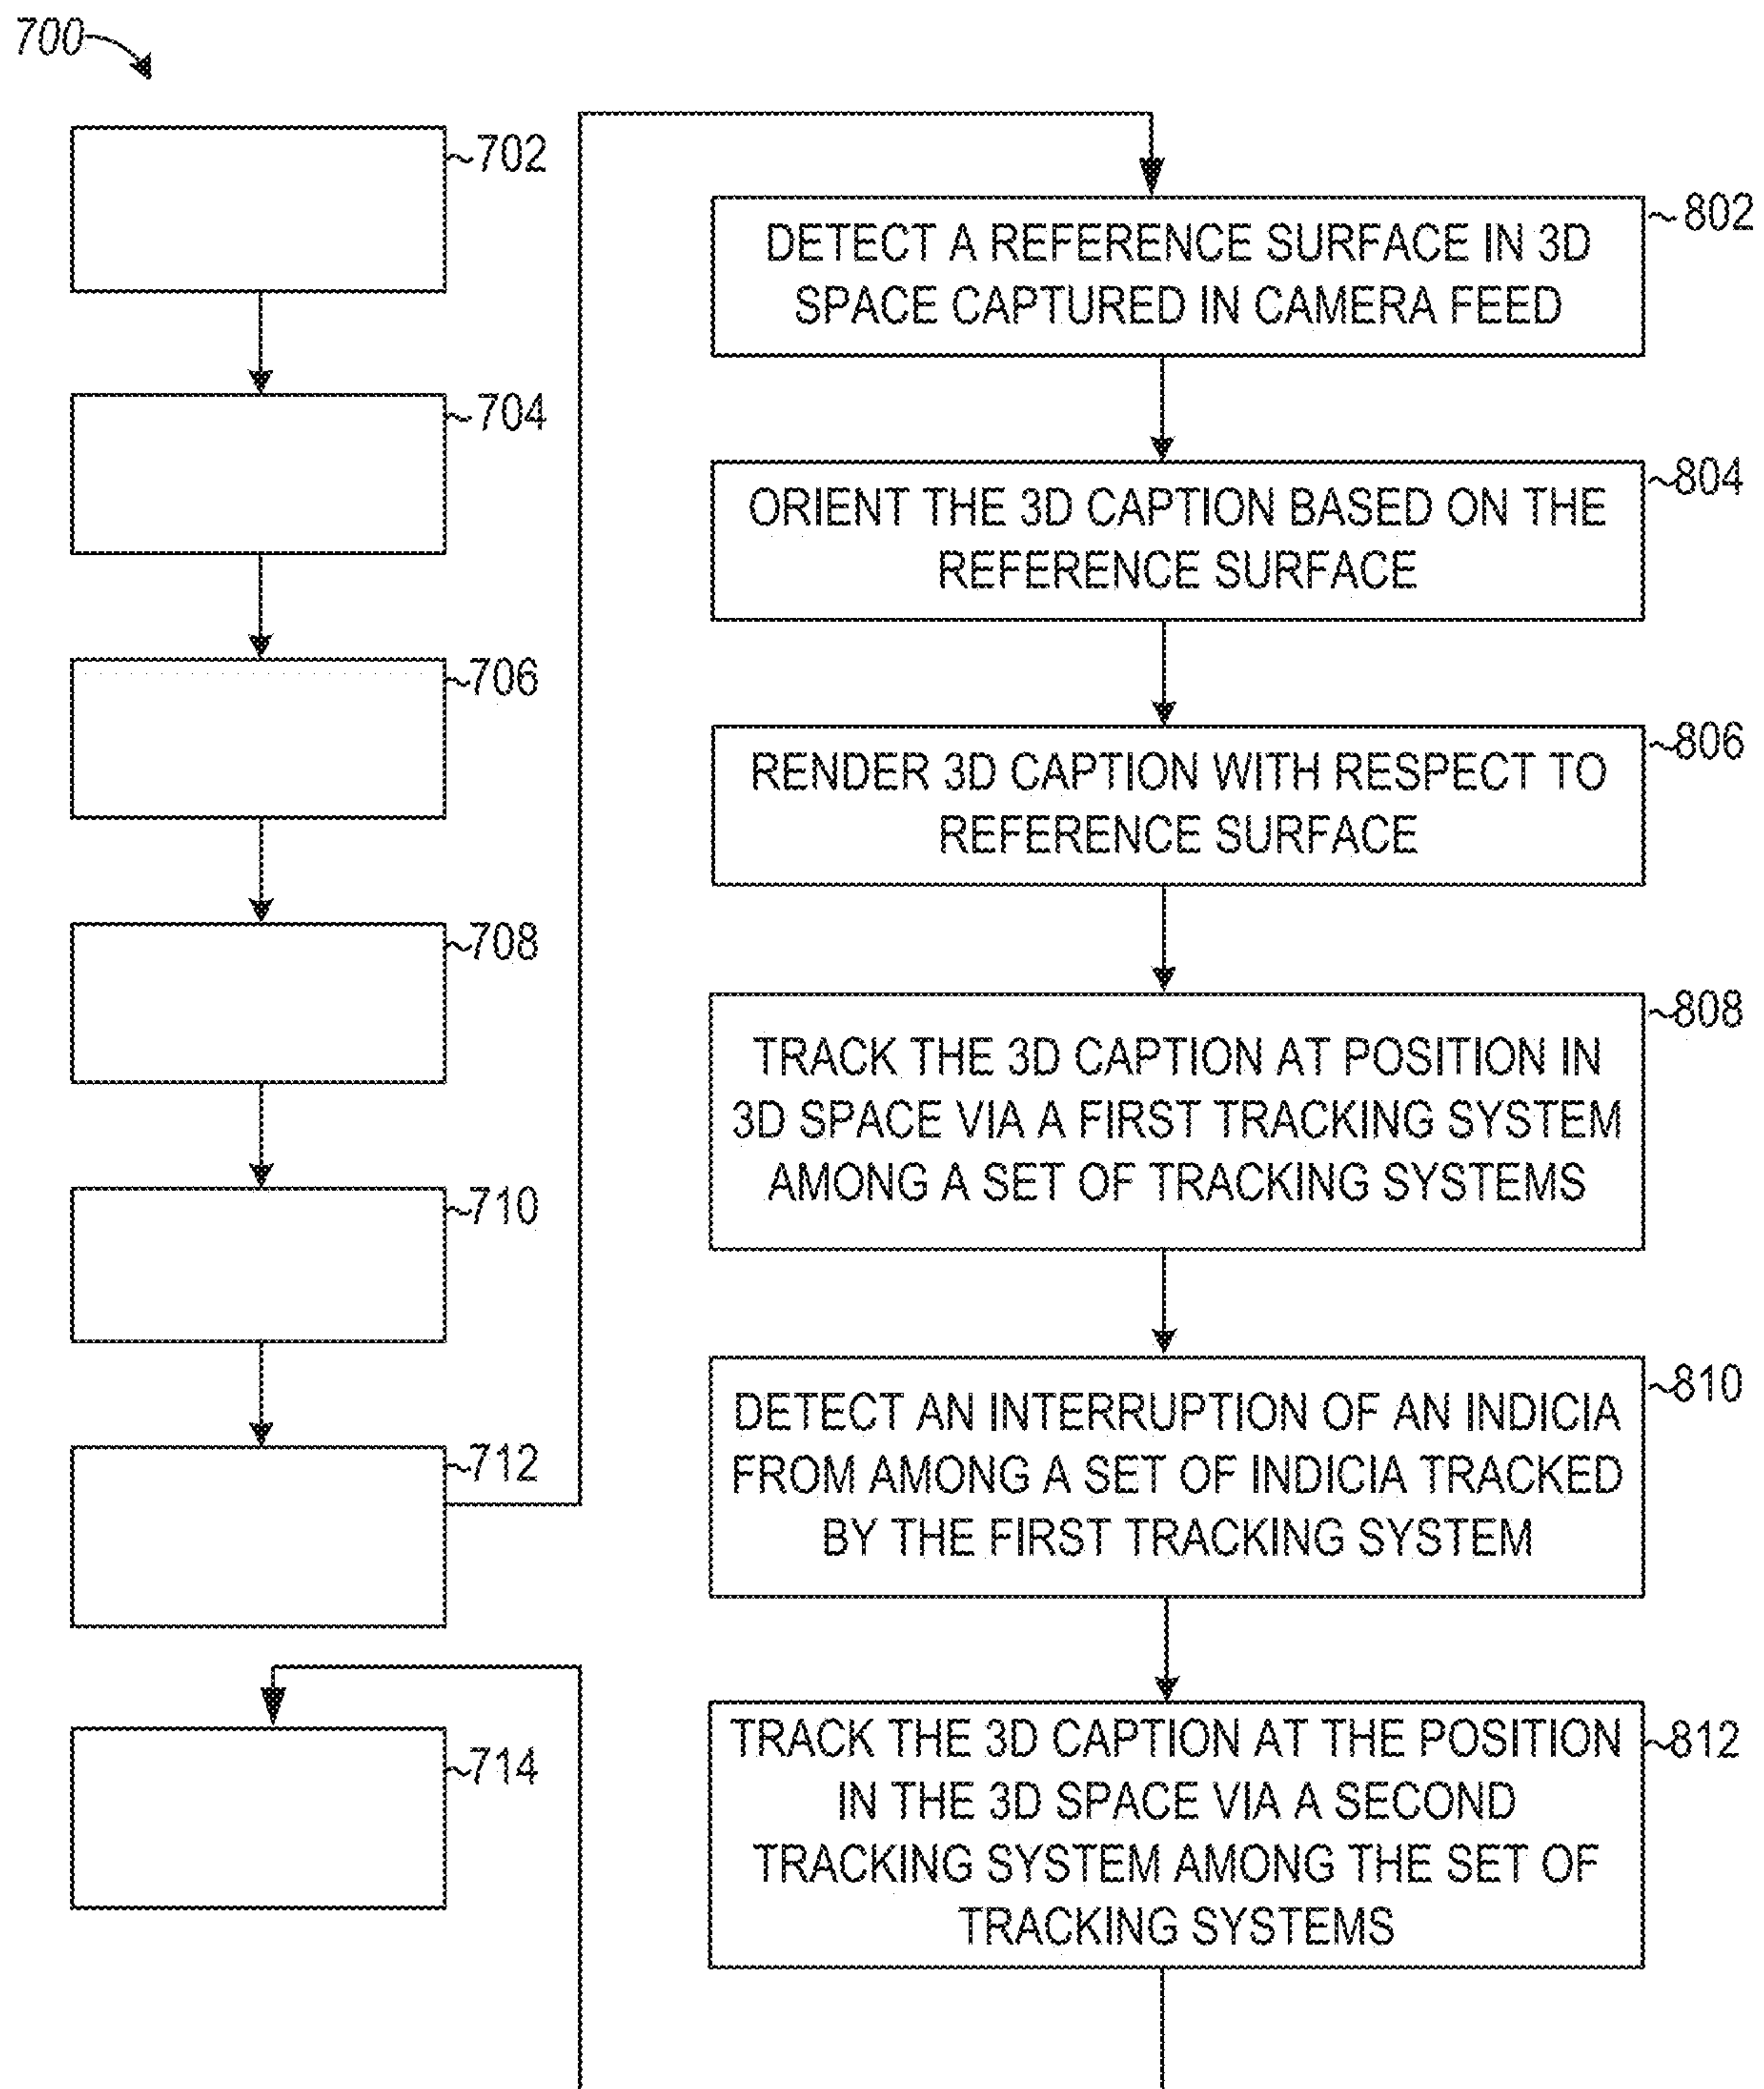 700
702
704
706
708
710
712
714
802
DETECT A REFERENCE SURFACE IN 3D
SPACE CAPTURED IN CAMERA FEED
804
ORIENT THE 3D CAPTION BASED ON THE
REFERENCE SURFACE
806
RENDER 3D CAPTION WITH RESPECT TO
REFERENCE SURFACE
808
TRACK THE 3D CAPTION AT POSITION IN
3D SPACE VIA A FIRST TRACKING SYSTEM
AMONG A SET OF TRACKING SYSTEMS
810
DETECT AN INTERRUPTION OF AN INDICIA
FROM AMONG A SET OF INDICIA TRACKED
BY THE FIRST TRACKING SYSTEM
812
TRACK THE 3D CAPTION AT THE POSITION
IN THE 3D SPACE VIA A SECOND
TRACKING SYSTEM AMONG THE SET OF
TRACKING SYSTEMS